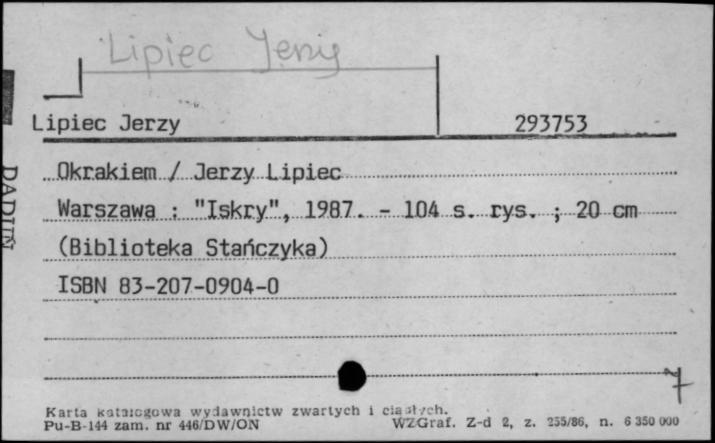 Lipiec Jerzy
Lipiec Jerzy 293753
Okrakiem / Jerzy Lipiec
Warszawa : "Iskry", 1987. - 104 s. rys. ; 20 cm
(Biblioteka Stańczyka)
ISBN 83-207-0904-0
Karta katalogowa wydawnictw zwartych i ciągłych.
Pu-B-144 zam. nr 446/DW/ON WZGraf. Z-d 2, z. 255/86, n. 6 350 000